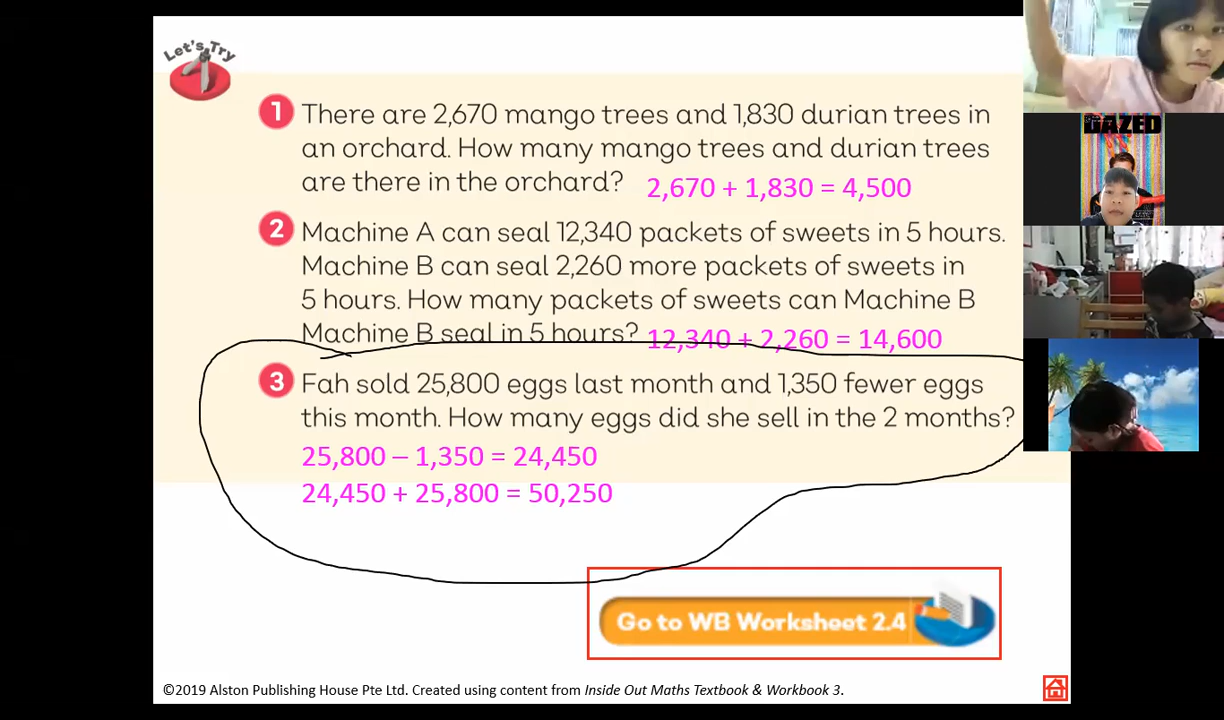 Let's Try
1 There are 2,670 mango trees and 1,830 durian trees in
an orchard. How many mango trees and durian trees
are there in the orchard? 2,670 + 1,830 = 4,500
2 Machine A can seal 12,340 packets of sweets in 5 hours.
Machine B can seal 2,260 more packets of sweets in
5 hours. How many packets of sweets can Machine B
Machine B seal in 5 hours? 12,340 + 2,260 = 14,600
3 Fah sold 25,800 eggs last month and 1,350 fewer eggs
this month. How many eggs did she sell in the 2 months?
25,800 – 1,350 = 24,450
24,450 + 25,800 = 50,250
Go to WB Worksheet 2.4
©2019 Alston Publishing House Pte Ltd. Created using content from Inside Out Maths Textbook & Workbook 3.
DAZED